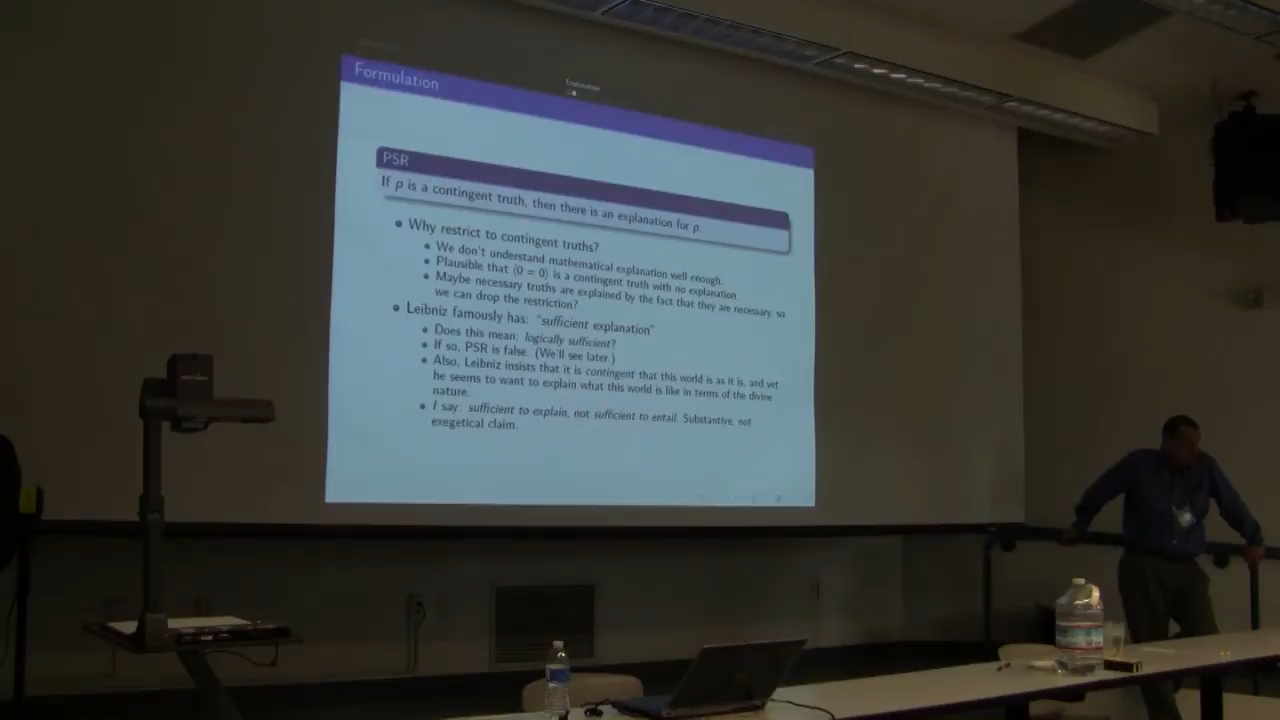 Formulation
Explanation
PSR
If p is a contingent truth, then there is an explanation for p.
• Why restrict to contingent truths?
• We don't understand mathematical explanation well enough.
• Plausible that ⟨0 = 0⟩ is a contingent truth with no explanation.
• Maybe necessary truths are explained by the fact that they are necessary, so
we can drop the restriction?
• Leibniz famously has: "sufficient explanation"
• Does this mean: logically sufficient?
• If so, PSR is false. (We'll see later.)
• Also, Leibniz insists that it is contingent that this world is as it is, and yet
he seems to want to explain what this world is like in terms of the divine
nature.
• I say: sufficient to explain, not sufficient to entail. Substantive, not
exegetical claim.